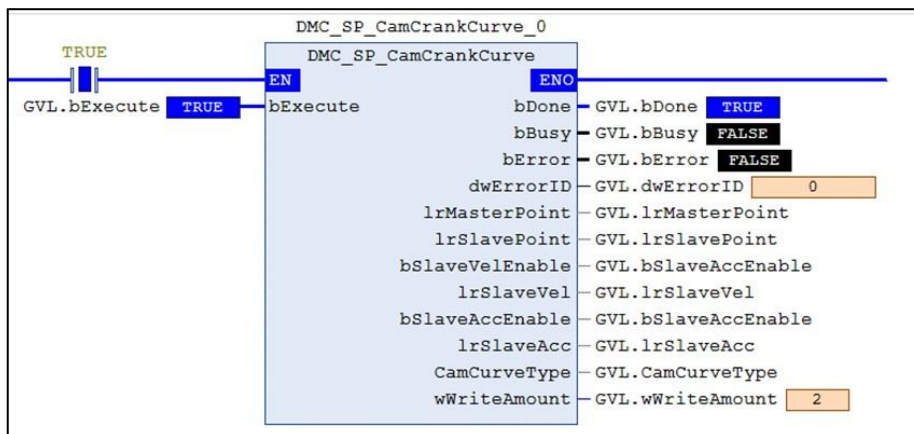 DMC_SP_CamCrankCurve_0
TRUE
DMC_SP_CamCrankCurve
EN ENO
GVL.bExecute TRUE bExecute bDone GVL.bDone TRUE
bBusy GVL.bBusy FALSE
bError GVL.bError FALSE
dwErrorID GVL.dwErrorID 0
lrMasterPoint GVL.lrMasterPoint
lrSlavePoint GVL.lrSlavePoint
bSlaveVelEnable GVL.bSlaveAccEnable
lrSlaveVel GVL.lrSlaveVel
bSlaveAccEnable GVL.bSlaveAccEnable
lrSlaveAcc GVL.lrSlaveAcc
CamCurveType GVL.CamCurveType
wWriteAmount GVL.wWriteAmount 2